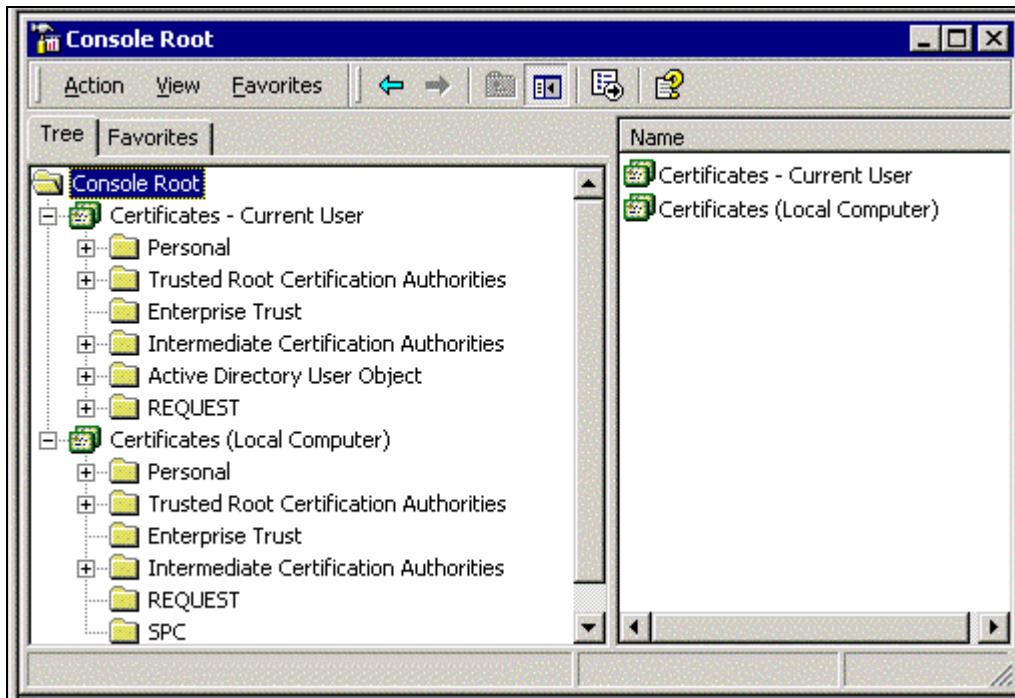 Console Root
Action View Favorites
Tree Favorites
Console Root
Certificates - Current User
Personal
Trusted Root Certification Authorities
Enterprise Trust
Intermediate Certification Authorities
Active Directory User Object
REQUEST
Certificates (Local Computer)
Personal
Trusted Root Certification Authorities
Enterprise Trust
Intermediate Certification Authorities
REQUEST
SPC
Name
Certificates - Current User
Certificates (Local Computer)